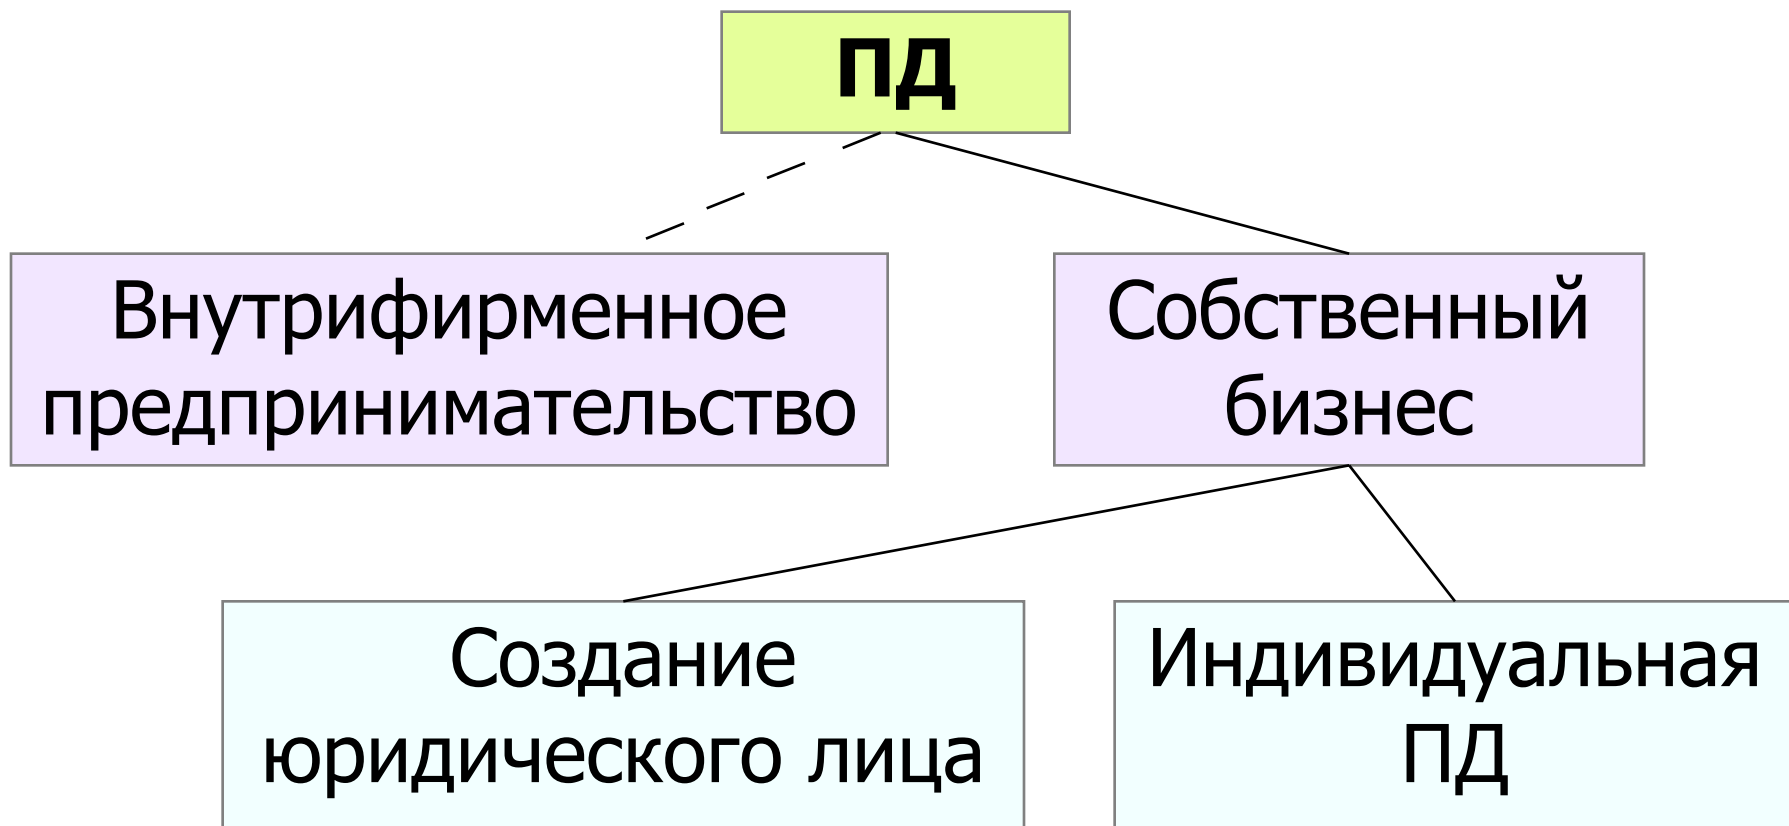 ПД
Внутрифирменное
предпринимательство
Собственный
бизнес
Создание
юридического лица
Индивидуальная
ПД